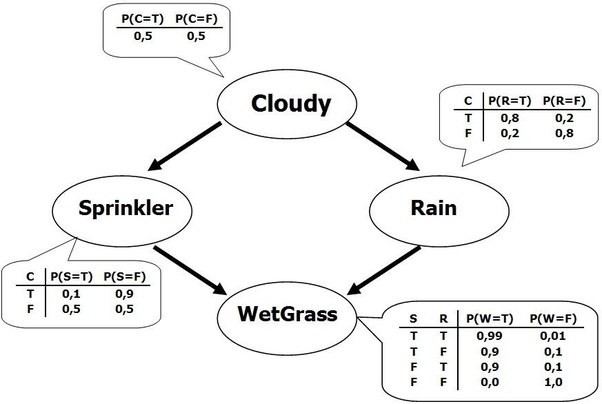 P(C=T) P(C=F)
0,5 0,5
Cloudy
C P(R=T) P(R=F)
T 0,8 0,2
F 0,2 0,8
Sprinkler
Rain
C P(S=T) P(S=F)
T 0,1 0,9
F 0,5 0,5
WetGrass
S R P(W=T) P(W=F)
T T 0,99 0,01
T F 0,9 0,1
F T 0,9 0,1
F F 0,0 1,0